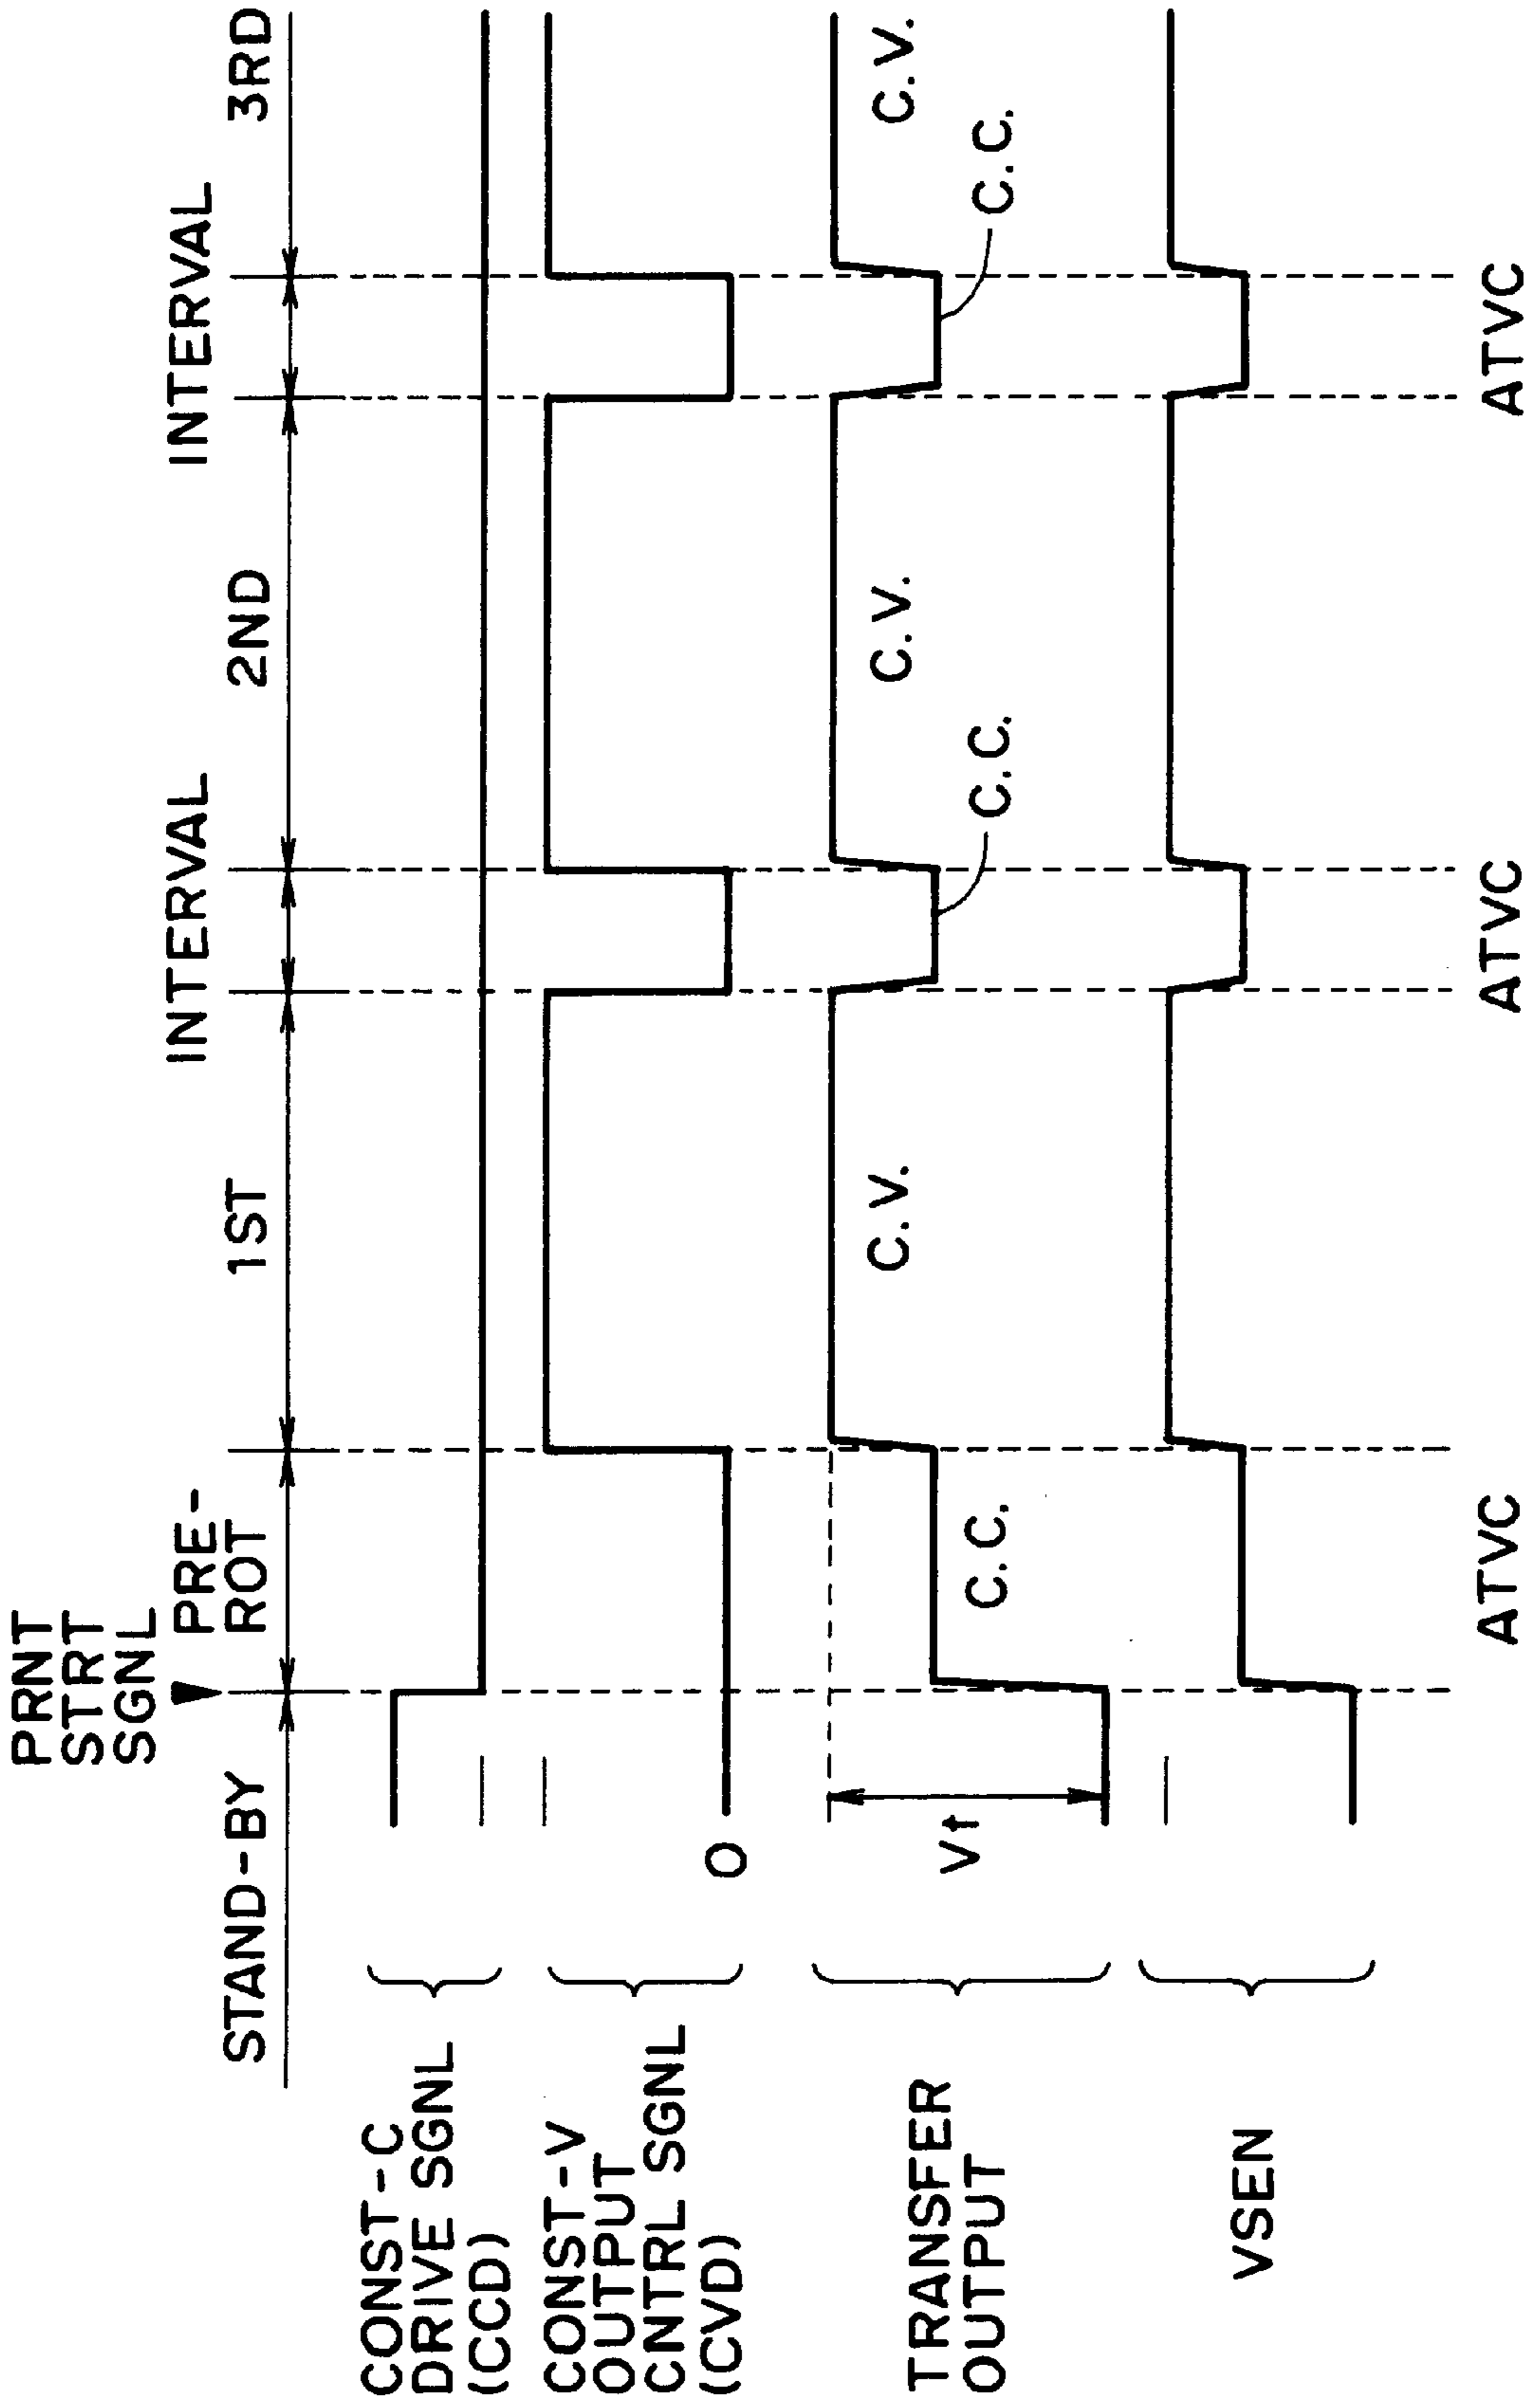 PRNT
STRT
SGNL
STAND-BY
PRE-
ROT
1ST
INTERVAL
2ND
INTERVAL
3RD
CONST-C
DRIVE SGNL
(CCD)
CONST-V
OUTPUT
CNTRL SGNL
(CVD)
0
TRANSFER
OUTPUT
Vt
C.C.
C.V.
C.C.
C.V.
C.C.
C.V.
VSEN
ATVC
ATVC
ATVC